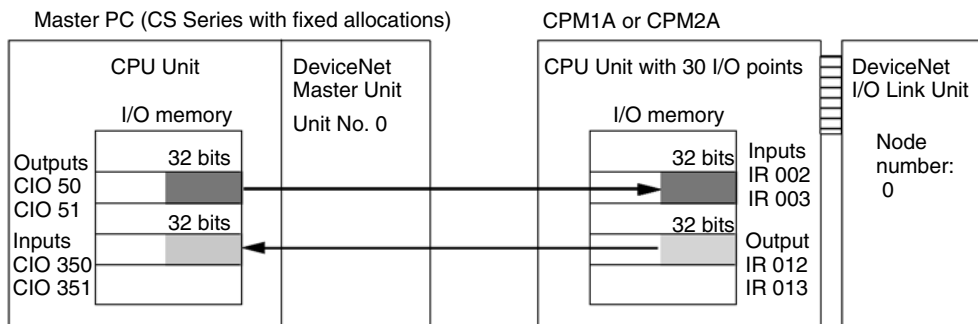 Master PC (CS Series with fixed allocations)
CPM1A or CPM2A
CPU Unit
DeviceNet
Master Unit
Unit No. 0
I/O memory
Outputs
CIO 50
CIO 51
32 bits
32 bits
Inputs
CIO 350
CIO 351
CPU Unit with 30 I/O points
I/O memory
32 bits
Inputs
IR 002
IR 003
32 bits
Output
IR 012
IR 013
DeviceNet
I/O Link Unit
Node
number:
0